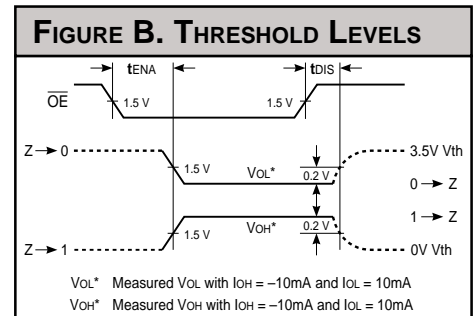 FIGURE B. THRESHOLD LEVELS
tENA tDIS
OE 1.5 V 1.5 V
Z 0 3.5V Vth
1.5 V VOL* 0.2 V
0 Z
1 Z
1.5 V VOH* 0.2 V
Z 1 0V Vth
VOL* Measured VOL with IOH = –10mA and IOL = 10mA
VOH* Measured VOH with IOH = –10mA and IOL = 10mA